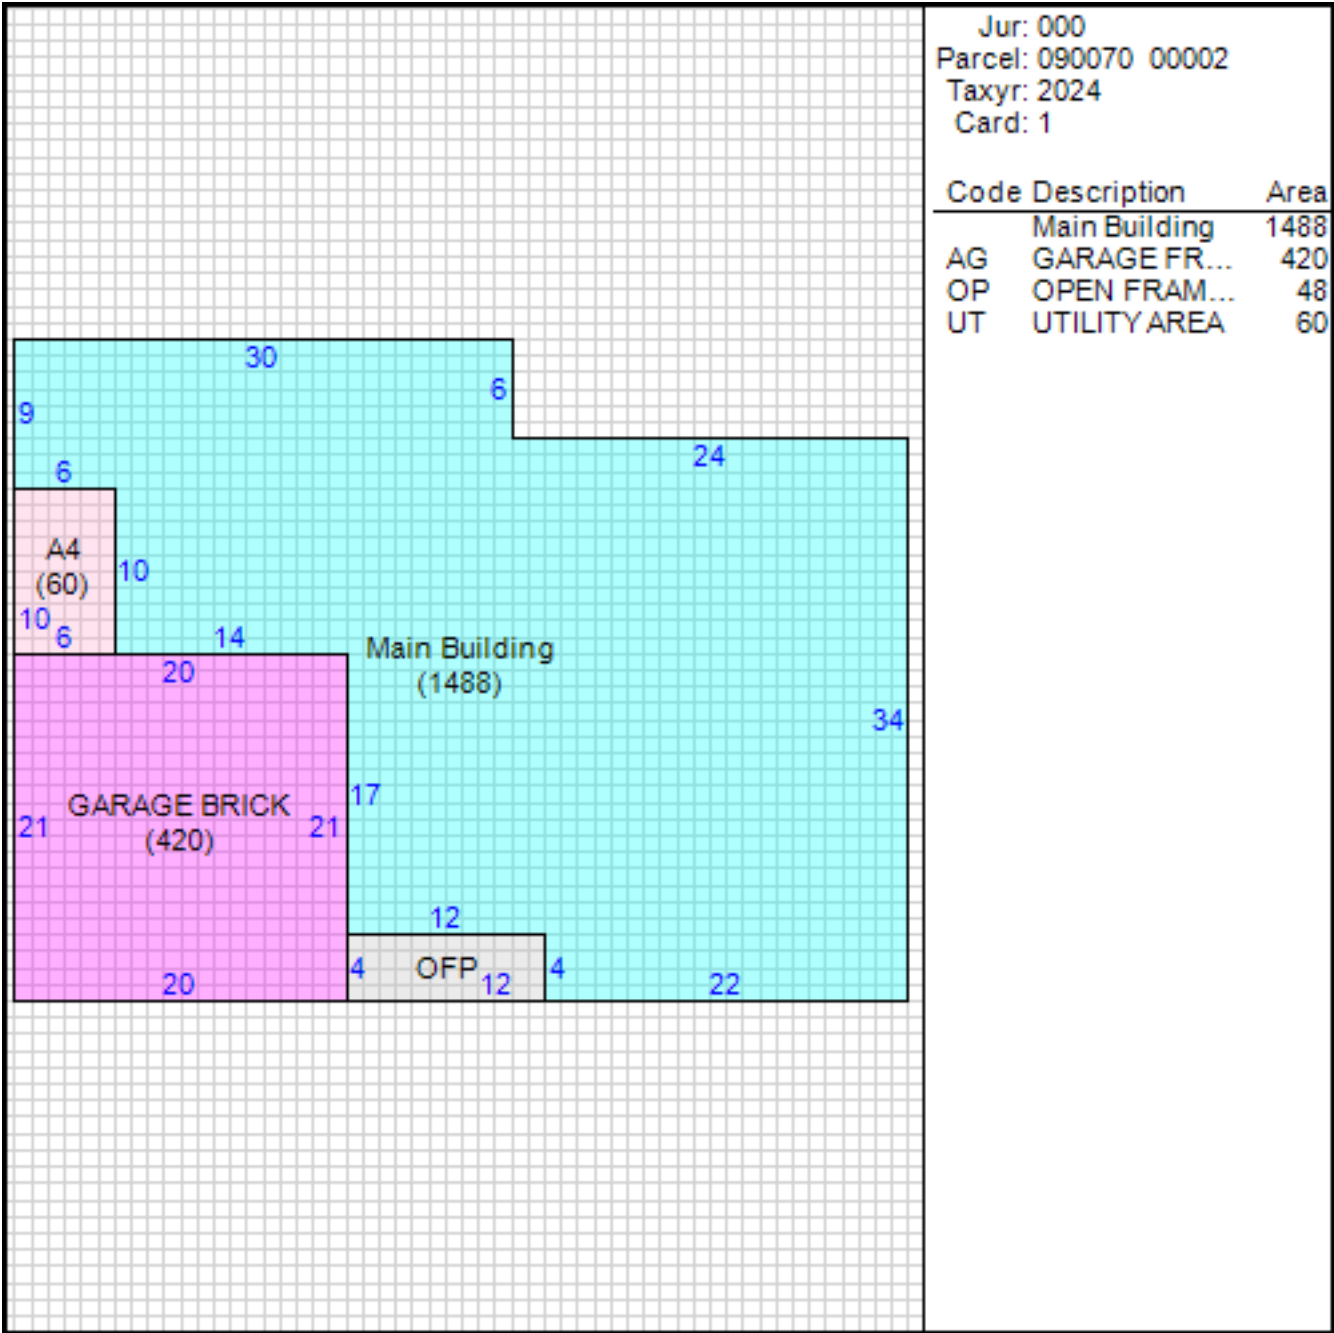 Jur: 000
Parcel: 090070 00002
Taxyr: 2024
Card: 1
Code Description Area
Main Building 1488
AG GARAGE FR... 420
OP OPEN FRAM... 48
UT UTILITY AREA 60
30
6
9
24
6
A4
(60)
10
10
6
14
20
Main Building
(1488)
34
17
GARAGE BRICK
(420)
21
21
12
4
OFP
12
4
20
22